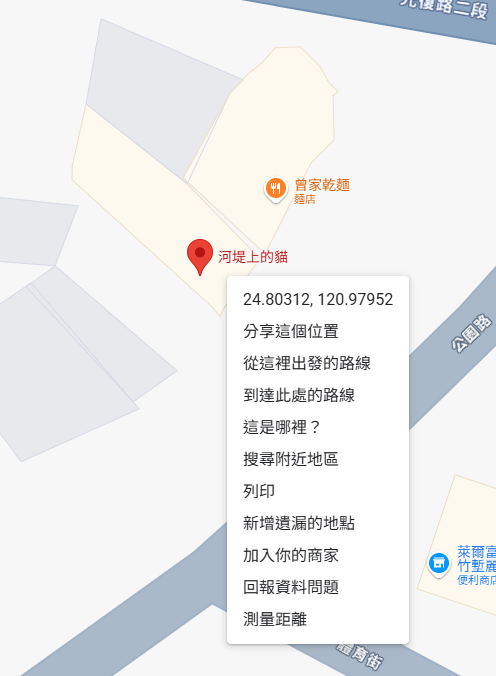 光復路二段
曾家乾麵
麵店
河堤上的貓
24.80312, 120.97952
分享這個位置
從這裡出發的路線
公園路
到達此處的路線
這是哪裡？
搜尋附近地區
列印
新增遺漏的地點
加入你的商家
回報資料問題
測量距離
萊爾富
竹塹麗
便利商店
體育街